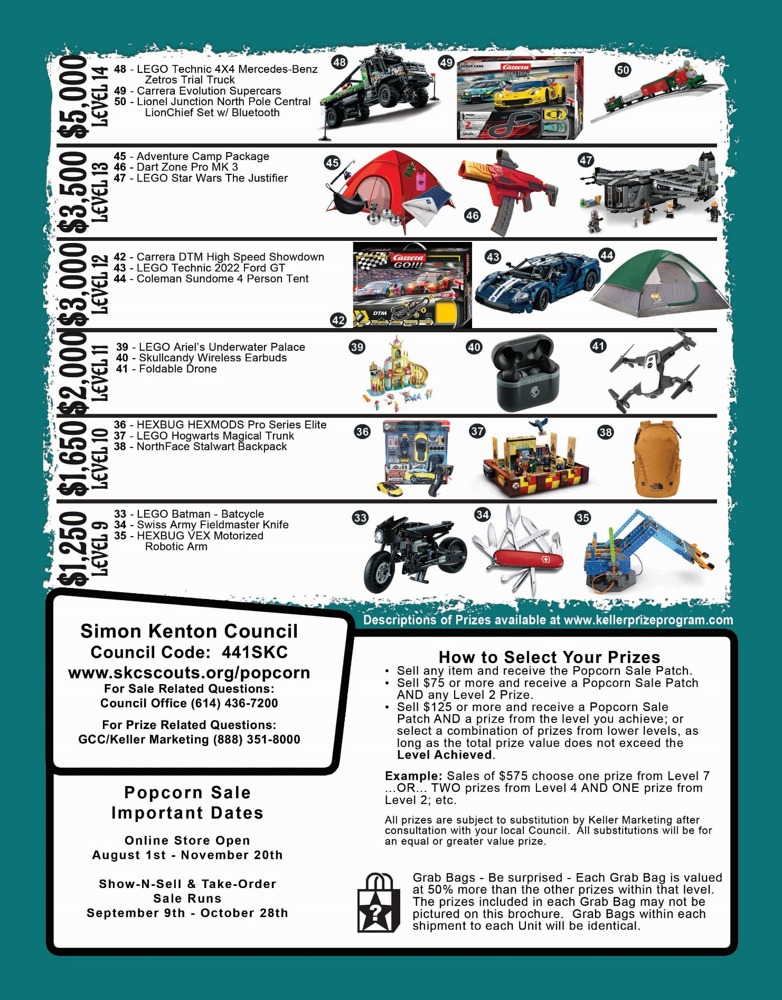 $5,000
LEVEL 14
48 - LEGO Technic 4X4 Mercedes-Benz
Zetros Trial Truck
49 - Carrera Evolution Supercars
50 - Lionel Junction North Pole Central
LionChief Set w/ Bluetooth
48
49
SUPER CARS
Carrera
EVOLUTION
50
$3,500
LEVEL 13
45 - Adventure Camp Package
46 - Dart Zone Pro MK 3
47 - LEGO Star Wars The Justifier
45
46
47
$3,000
LEVEL 12
42 - Carrera DTM High Speed Showdown
43 - LEGO Technic 2022 Ford GT
44 - Coleman Sundome 4 Person Tent
42
Carrera
GO!!!
DTM
43
44
$2,000
LEVEL 11
39 - LEGO Ariel's Underwater Palace
40 - Skullcandy Wireless Earbuds
41 - Foldable Drone
39
40
41
$1,650
LEVEL 10
36 - HEXBUG HEXMODS Pro Series Elite
37 - LEGO Hogwarts Magical Trunk
38 - NorthFace Stalwart Backpack
36
HEX
MODS
37
38
THE
NORTH
FACE
$1,250
LEVEL 9
33 - LEGO Batman - Batcycle
34 - Swiss Army Fieldmaster Knife
35 - HEXBUG VEX Motorized
Robotic Arm
33
34
35
Descriptions of Prizes available at www.kellerprizeprogram.com
Simon Kenton Council
Council Code: 441SKC
www.skcscouts.org/popcorn
For Sale Related Questions:
Council Office (614) 436-7200
For Prize Related Questions:
GCC/Keller Marketing (888) 351-8000
Popcorn Sale
Important Dates
Online Store Open
August 1st - November 20th
Show-N-Sell & Take-Order
Sale Runs
September 9th - October 28th
How to Select Your Prizes
• Sell any item and receive the Popcorn Sale Patch.
• Sell $75 or more and receive a Popcorn Sale Patch
AND any Level 2 Prize.
• Sell $125 or more and receive a Popcorn Sale
Patch AND a prize from the level you achieve; or
select a combination of prizes from lower levels, as
long as the total prize value does not exceed the
Level Achieved.
Example: Sales of $575 choose one prize from Level 7
...OR... TWO prizes from Level 4 AND ONE prize from
Level 2; etc.
All prizes are subject to substitution by Keller Marketing after
consultation with your local Council. All substitutions will be for
an equal or greater value prize.
?
Grab Bags - Be surprised - Each Grab Bag is valued
at 50% more than the other prizes within that level.
The prizes included in each Grab Bag may not be
pictured on this brochure. Grab Bags within each
shipment to each Unit will be identical.